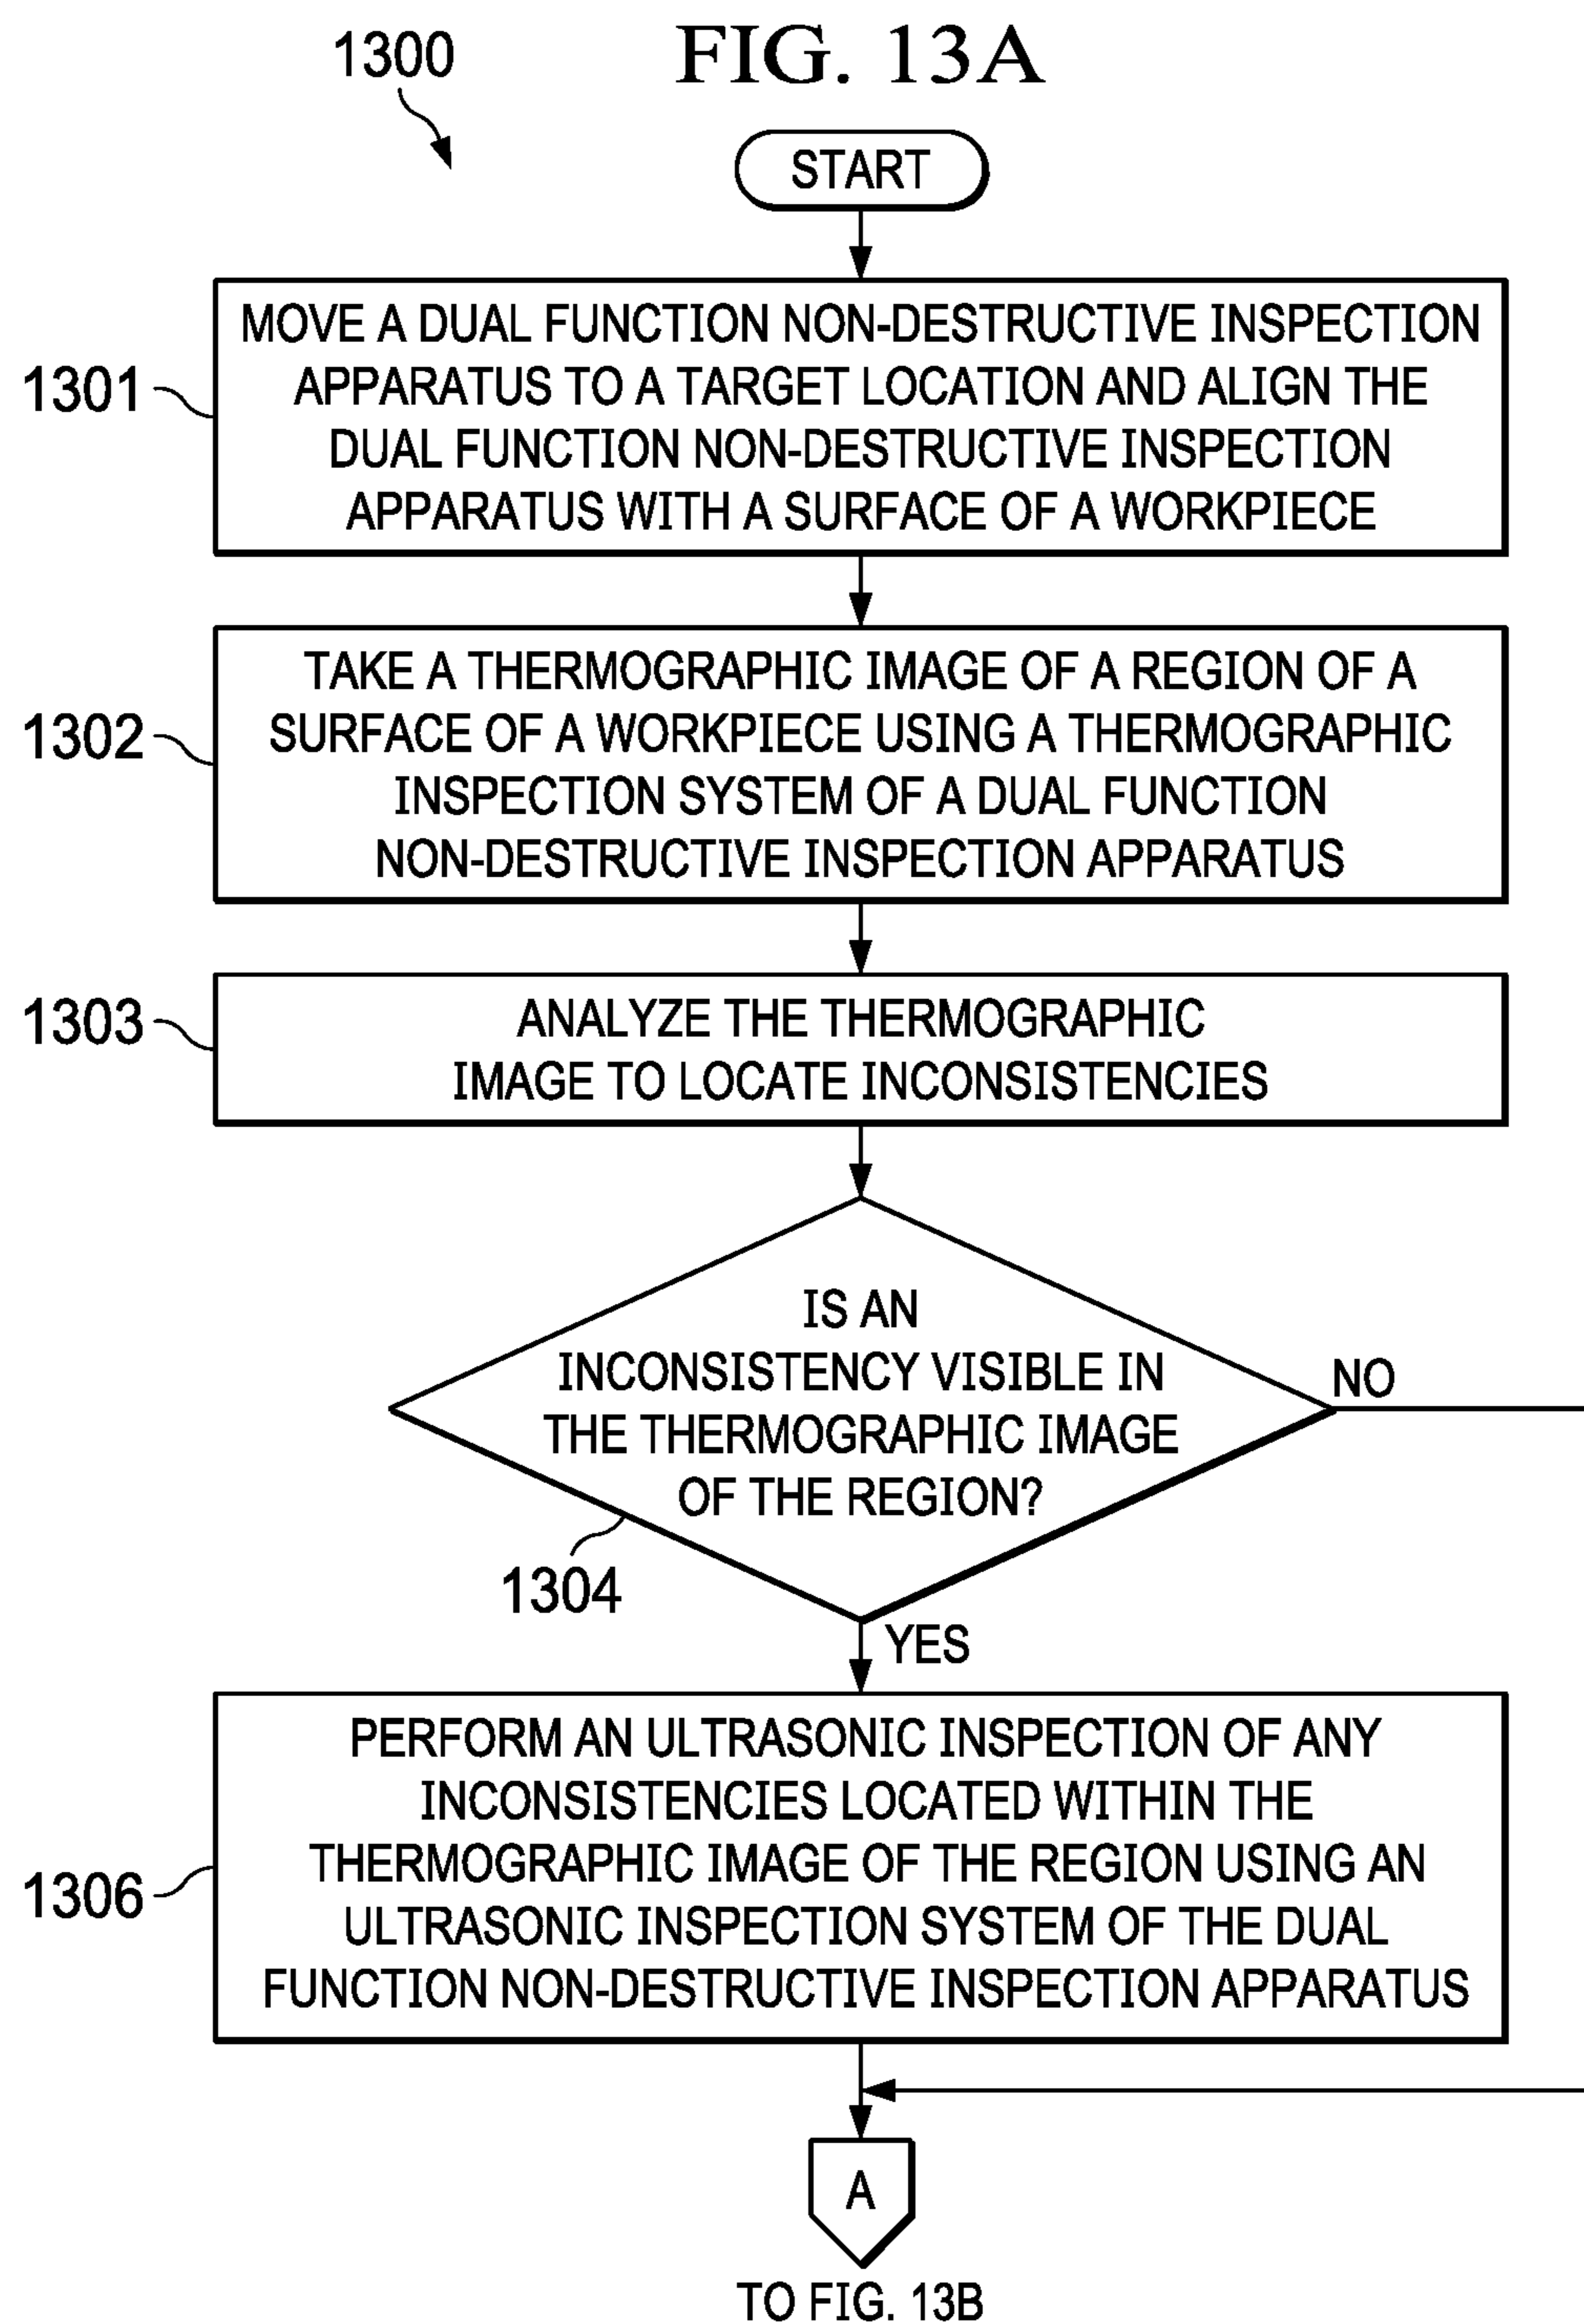 FIG. 13A
1300
START
1301
MOVE A DUAL FUNCTION NON-DESTRUCTIVE INSPECTION
APPARATUS TO A TARGET LOCATION AND ALIGN THE
DUAL FUNCTION NON-DESTRUCTIVE INSPECTION
APPARATUS WITH A SURFACE OF A WORKPIECE
1302
TAKE A THERMOGRAPHIC IMAGE OF A REGION OF A
SURFACE OF A WORKPIECE USING A THERMOGRAPHIC
INSPECTION SYSTEM OF A DUAL FUNCTION
NON-DESTRUCTIVE INSPECTION APPARATUS
1303
ANALYZE THE THERMOGRAPHIC
IMAGE TO LOCATE INCONSISTENCIES
IS AN
INCONSISTENCY VISIBLE IN
THE THERMOGRAPHIC IMAGE
OF THE REGION?
NO
1304
YES
1306
PERFORM AN ULTRASONIC INSPECTION OF ANY
INCONSISTENCIES LOCATED WITHIN THE
THERMOGRAPHIC IMAGE OF THE REGION USING AN
ULTRASONIC INSPECTION SYSTEM OF THE DUAL
FUNCTION NON-DESTRUCTIVE INSPECTION APPARATUS
A
TO FIG. 13B